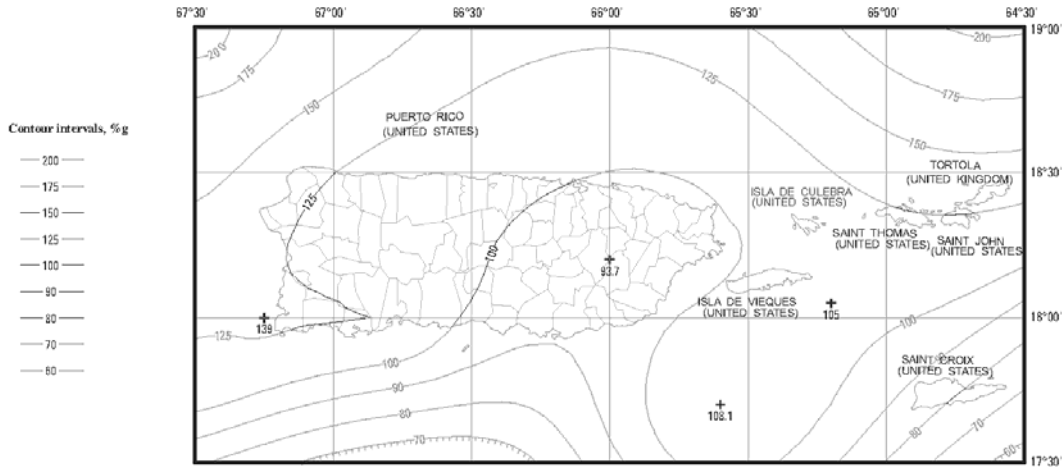 67°30' 67°00' 66°30' 66°00' 65°30' 65°00' 64°30'
19°00'
200
175
150
125
200
175
150
Contour intervals, %g
200
175
150
125
100
90
80
70
60
PUERTO RICO
(UNITED STATES)
18°30'
TORTOLA
(UNITED KINGDOM)
ISLA DE CULEBRA
(UNITED STATES)
SAINT THOMAS
(UNITED STATES)
SAINT JOHN
(UNITED STATES
125
100
93.7
ISLA DE VIEQUES
(UNITED STATES)
105
139
125
100
18°00'
SAINT CROIX
(UNITED STATES)
100
90
80
70
108.1
90
80
70
60
17°30'